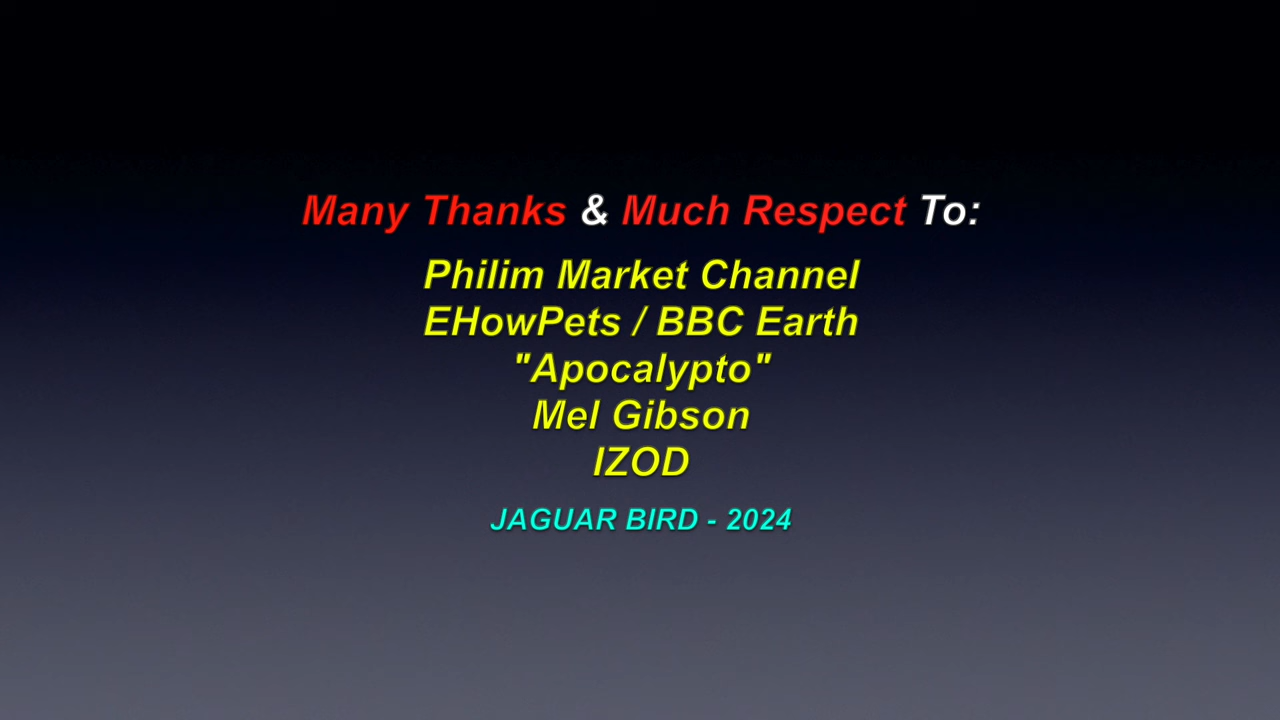 Many Thanks & Much Respect To:
Philim Market Channel
EHowPets / BBC Earth
"Apocalypto"
Mel Gibson
IZOD
JAGUAR BIRD - 2024